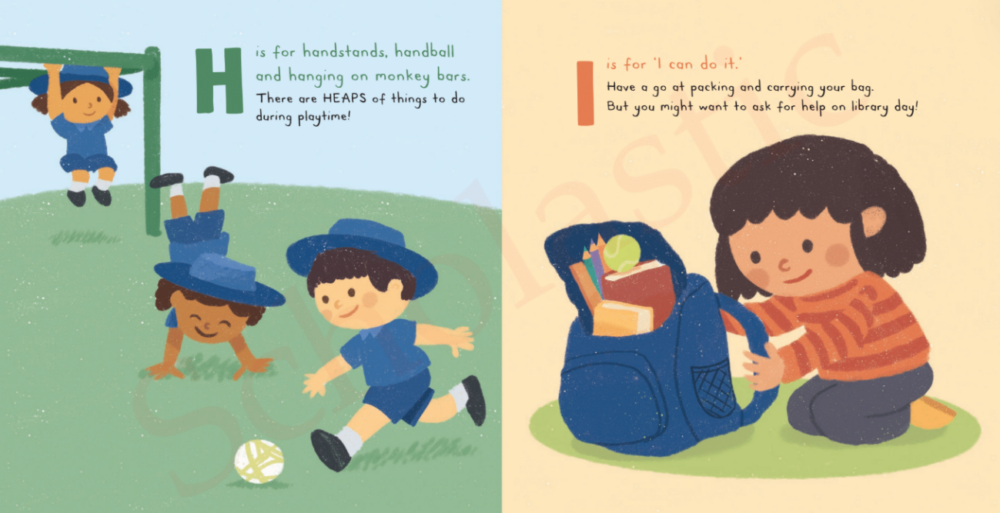 H is for handstands, handball
and hanging on monkey bars.
There are HEAPS of things to do
during playtime!
I is for 'I can do it.'
Have a go at packing and carrying your bag.
But you might want to ask for help on library day!
Scholastic